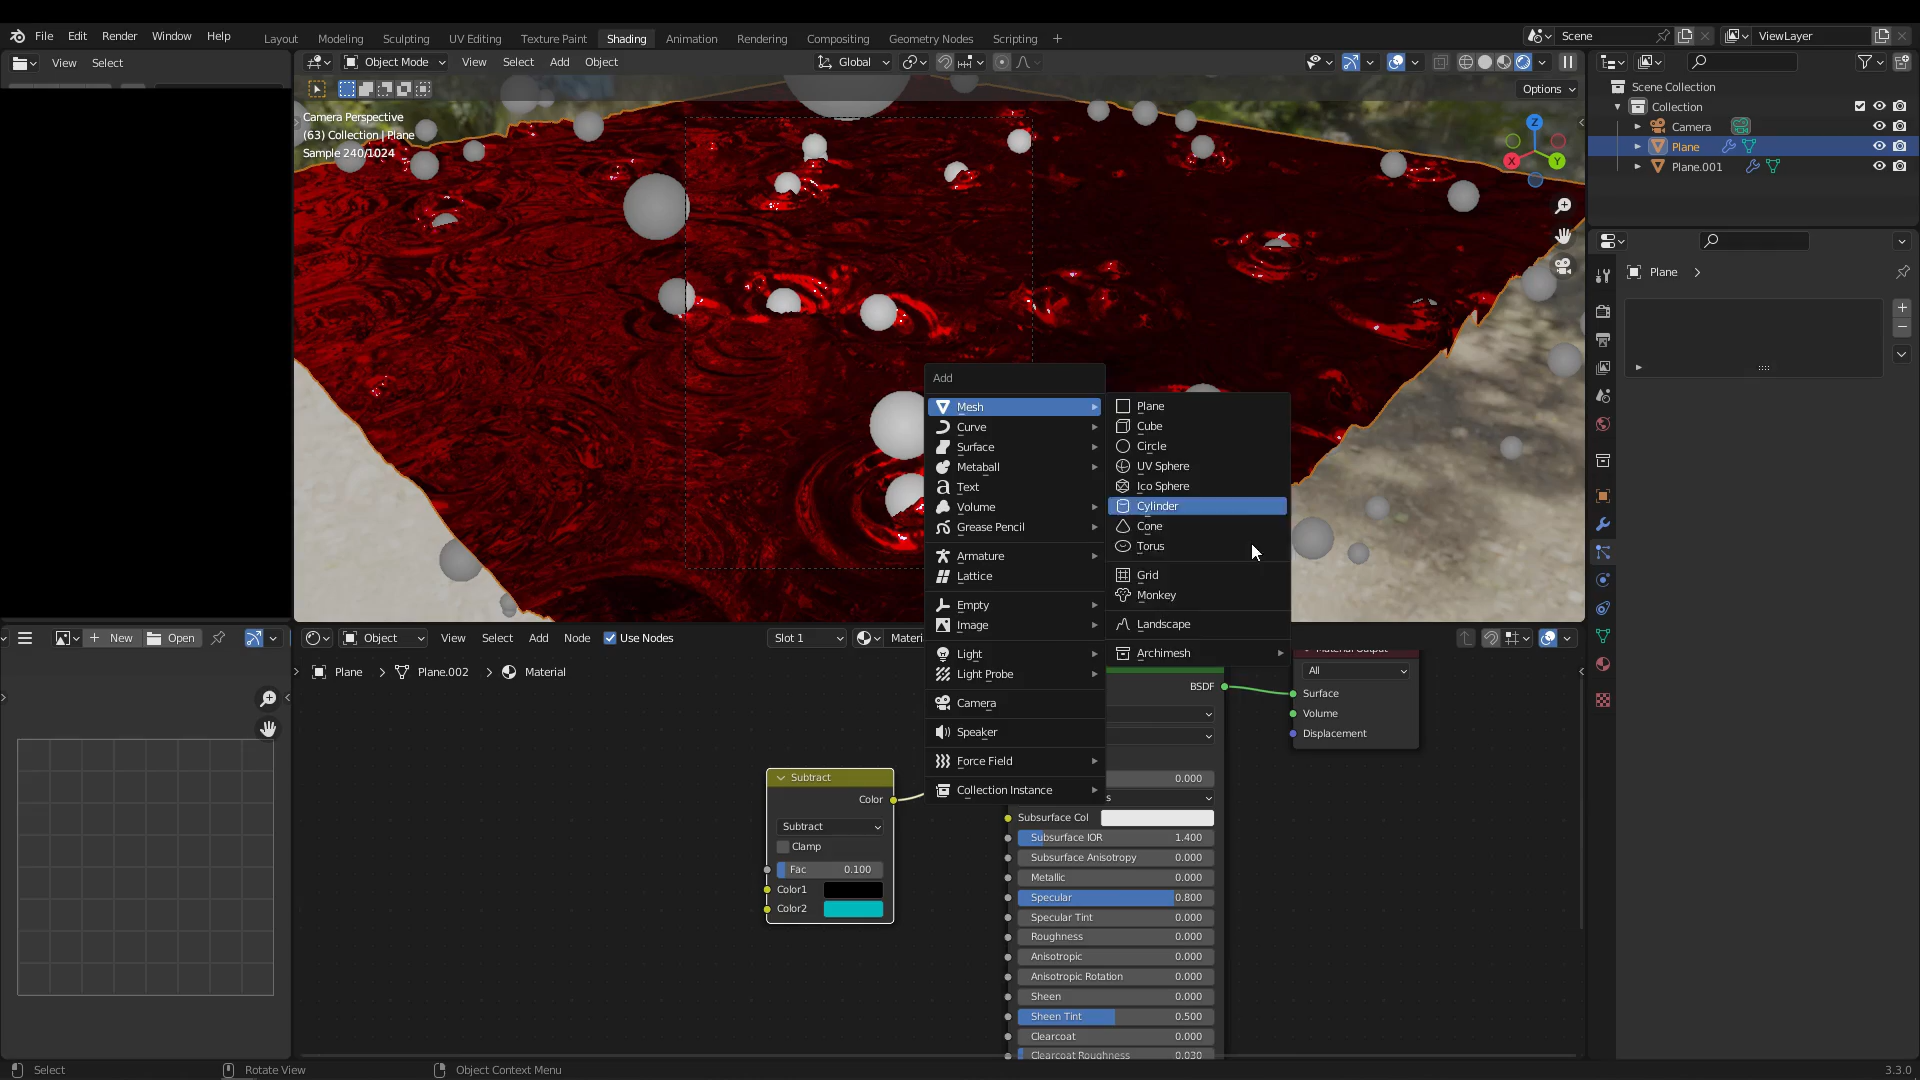 File Edit Render Window Help
Layout Modeling Sculpting UV Editing Texture Paint Shading Animation Rendering Compositing Geometry Nodes Scripting
Scene
ViewLayer
View Select
Object Mode View Select Add Object
Global
Options
Camera Perspective
(63) Collection | Plane
Sample 240/1024
Z
X
Y
Scene Collection
Collection
Camera
Plane
Plane.001
Plane
Add
Mesh
Curve
Surface
Metaball
Text
Volume
Grease Pencil
Armature
Lattice
Empty
Image
Light
Light Probe
Camera
Speaker
Force Field
Collection Instance
Plane
Cube
Circle
UV Sphere
Ico Sphere
Cylinder
Cone
Torus
Grid
Monkey
Landscape
Archimesh
New Open
Object View Select Add Node Use Nodes
Slot 1
Materi
Plane Plane.002 Material
Subtract
Color
Subtract
Clamp
Fac 0.100
Color1
Color2
BSDF
0.000
s
Subsurface Col
Subsurface IOR 1.400
Subsurface Anisotropy 0.000
Metallic 0.000
Specular 0.800
Specular Tint 0.000
Roughness 0.000
Anisotropic 0.000
Anisotropic Rotation 0.000
Sheen 0.000
Sheen Tint 0.500
Clearcoat 0.000
Clearcoat Roughness 0.030
Material Output
All
Surface
Volume
Displacement
Select
Rotate View
Object Context Menu
3.3.0